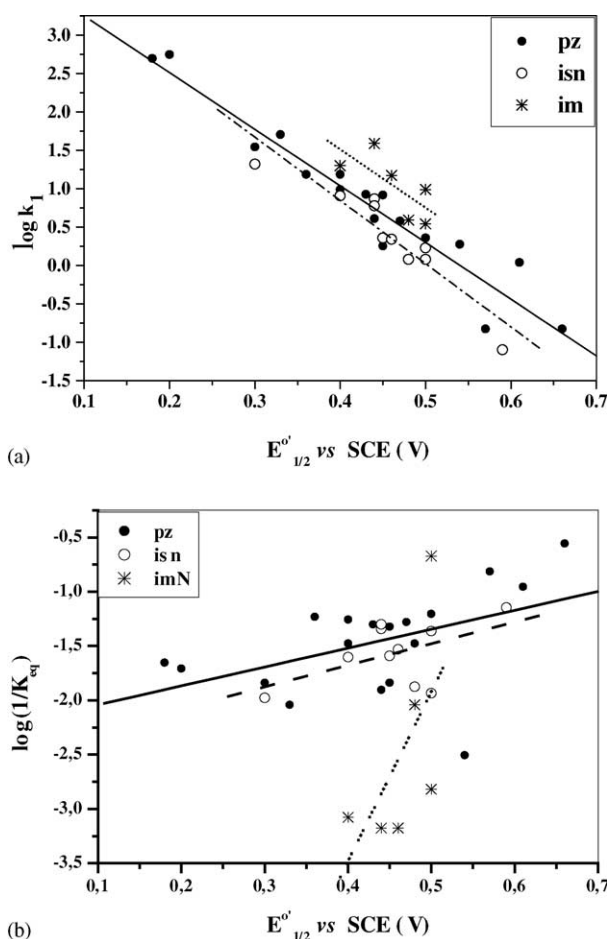 3.0
2.5
2.0
1.5
1.0
0.5
0.0
-0.5
-1.0
-1.5
log k1
pz
isn
im
0.1 0.2 0.3 0.4 0.5 0.6 0.7
(a)
E°'1/2 vs SCE ( V )
-0,5
-1,0
-1,5
-2,0
-2,5
-3,0
-3,5
log(1/Keq)
pz
is n
imN
0,1 0,2 0,3 0,4 0,5 0,6 0,7
(b)
E°'1/2 vs SCE ( V )